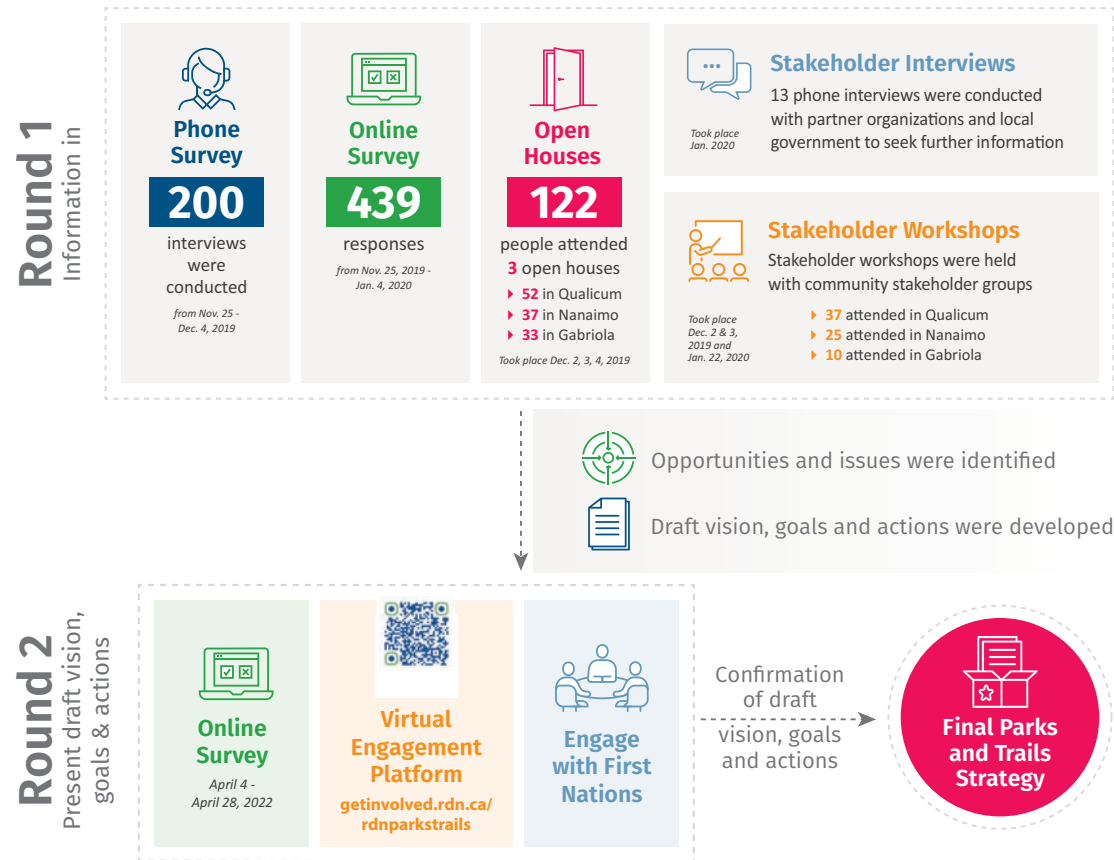 Round 1
Information in
Phone
Survey
200
interviews
were
conducted
from Nov. 25 -
Dec. 4, 2019
Online
Survey
439
responses
from Nov. 25, 2019 -
Jan. 4, 2020
Open
Houses
122
people attended
3 open houses
52 in Qualicum
37 in Nanaimo
33 in Gabriola
Took place Dec. 2, 3, 4, 2019
Stakeholder Interviews
13 phone interviews were conducted
with partner organizations and local
government to seek further information
Took place
Jan. 2020
Stakeholder Workshops
Stakeholder workshops were held
with community stakeholder groups
37 attended in Qualicum
25 attended in Nanaimo
10 attended in Gabriola
Took place
Dec. 2 & 3,
2019 and
Jan. 22, 2020
Opportunities and issues were identified
Draft vision, goals and actions were developed
Round 2
Present draft vision,
goals & actions
Online
Survey
April 4 -
April 28, 2022
Virtual
Engagement
Platform
getinvolved.rdn.ca/
rdnparkstrails
Engage
with First
Nations
Confirmation
of draft
vision, goals
and actions
Final Parks
and Trails
Strategy